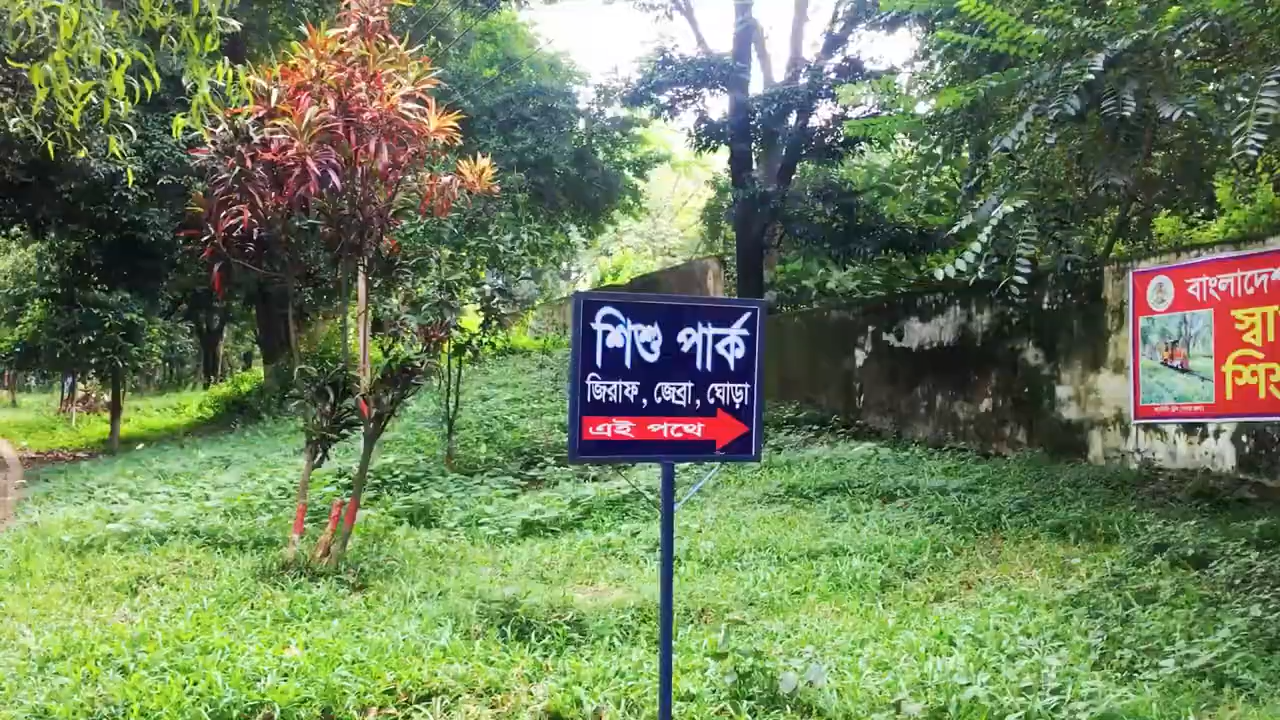 শিশু পার্ক
জিরাফ, জেব্রা, ঘোড়া
এই পথে
বাংলাদেশ
স্বা
শিশু